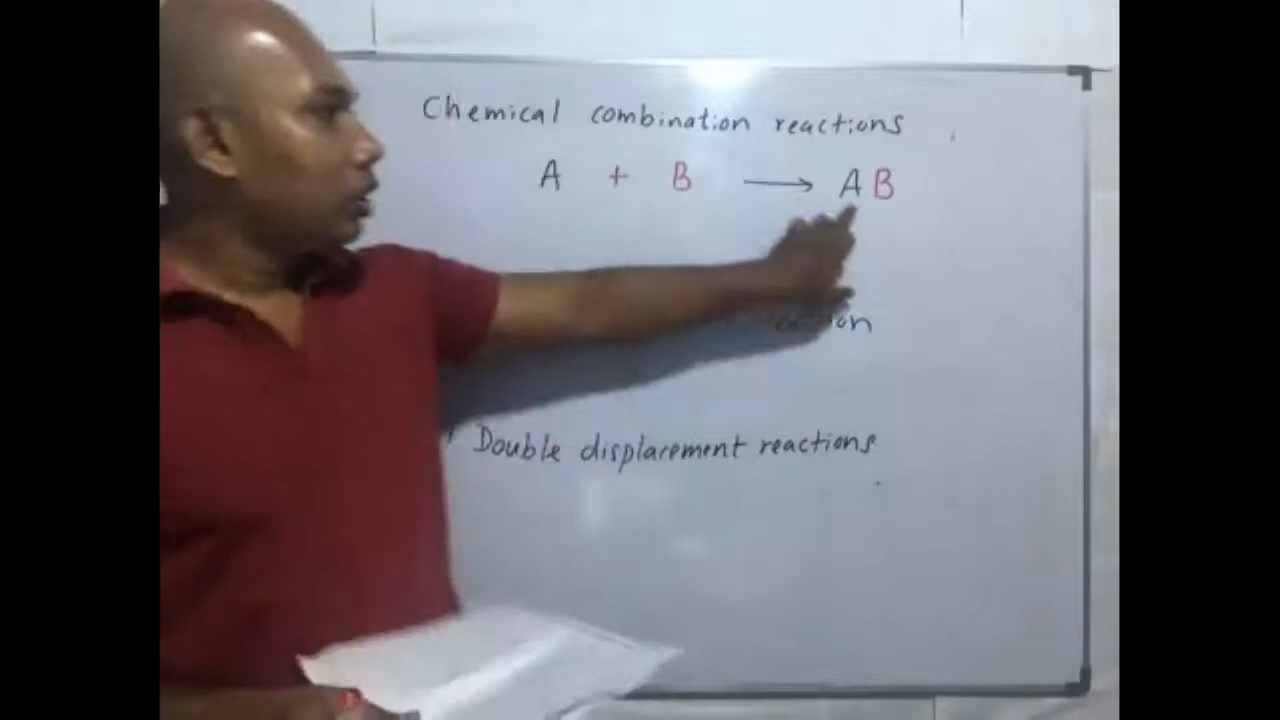 Chemical combination reactions
A + B → AB
Double displacement reactions